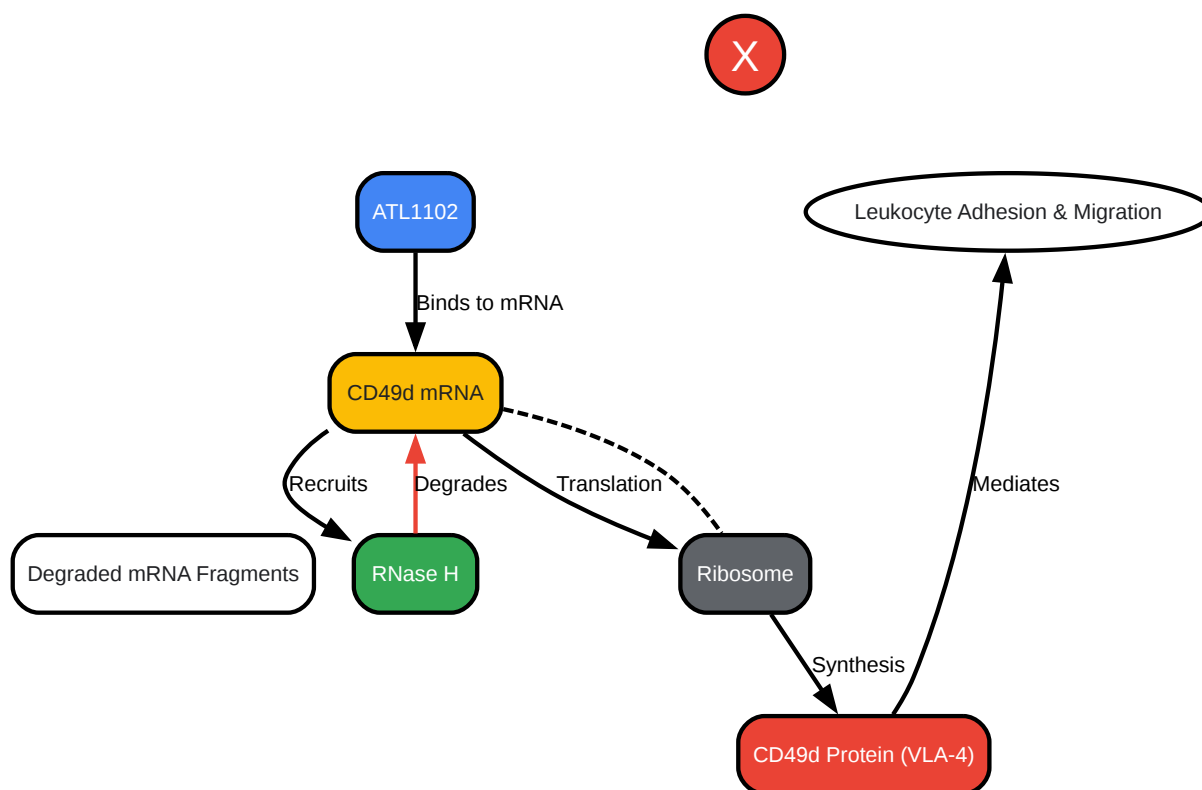 X
ATL1102
Leukocyte Adhesion & Migration
Binds to mRNA
CD49d mRNA
Recruits
Degrades
Translation
Mediates
Degraded mRNA Fragments
RNase H
Ribosome
Synthesis
CD49d Protein (VLA-4)